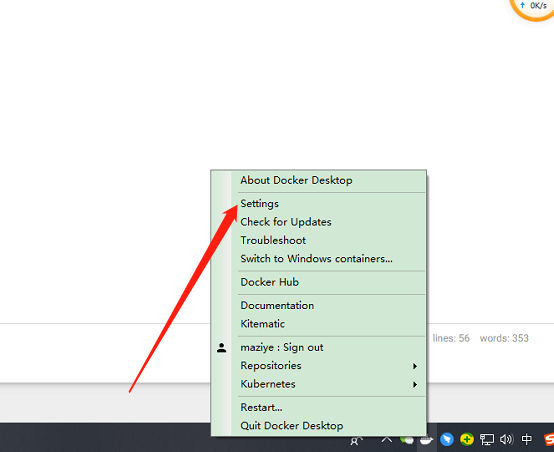 0K/s
About Docker Desktop
Settings
Check for Updates
Troubleshoot
Switch to Windows containers...
Docker Hub
Documentation
Kitematic
lines: 56 words: 353
maziye : Sign out
Repositories
Kubernetes
Restart...
Quit Docker Desktop
中